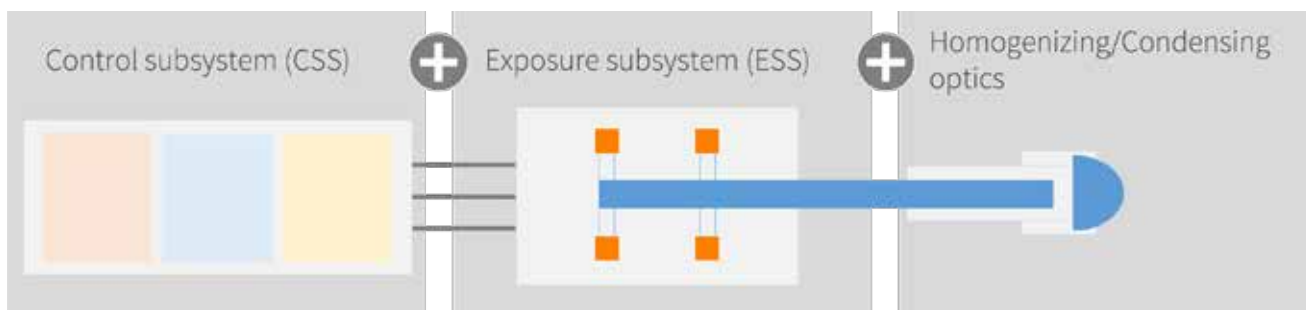 Control subsystem (CSS)
Exposure subsystem (ESS)
Homogenizing/Condensing
optics